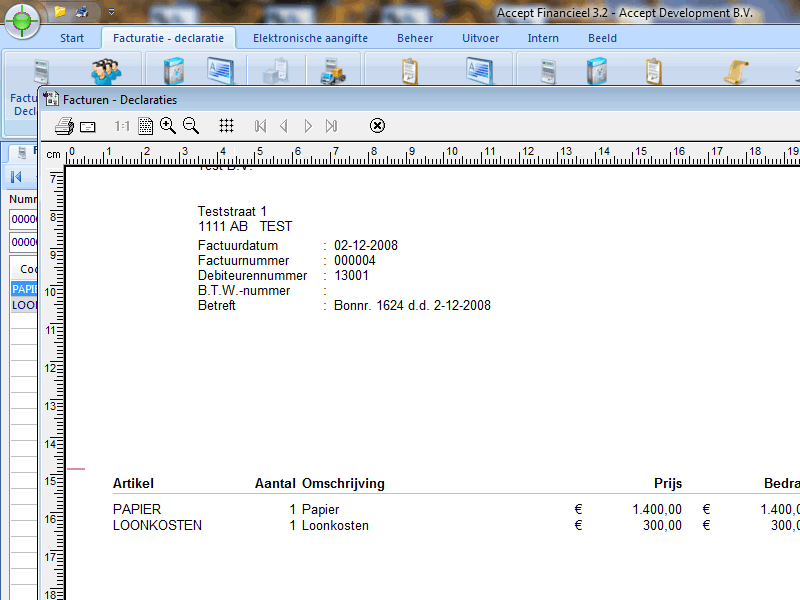 Accept Financieel 3.2 - Accept Development B.V.
Start Facturatie - declaratie Elektronische aangifte Beheer Uitvoer Intern Beeld
Factu
Decl
Facturen - Declaraties
1:1
cm 0 1 2 3 4 5 6 7 8 9 10 11 12 13 14 15 16 17 18 19
F
Numm
0000
0000
Coo
PAPIE
LOON
7
8
9
10
11
12
13
14
15
16
17
18
Test B.V.
Teststraat 1
1111 AB TEST
Factuurdatum : 02-12-2008
Factuurnummer : 000004
Debiteurennummer : 13001
B.T.W.-nummer :
Betreft : Bonnr. 1624 d.d. 2-12-2008
Artikel Aantal Omschrijving Prijs Bedra
PAPIER 1 Papier € 1.400,00 € 1.400,0
LOONKOSTEN 1 Loonkosten € 300,00 € 300,0